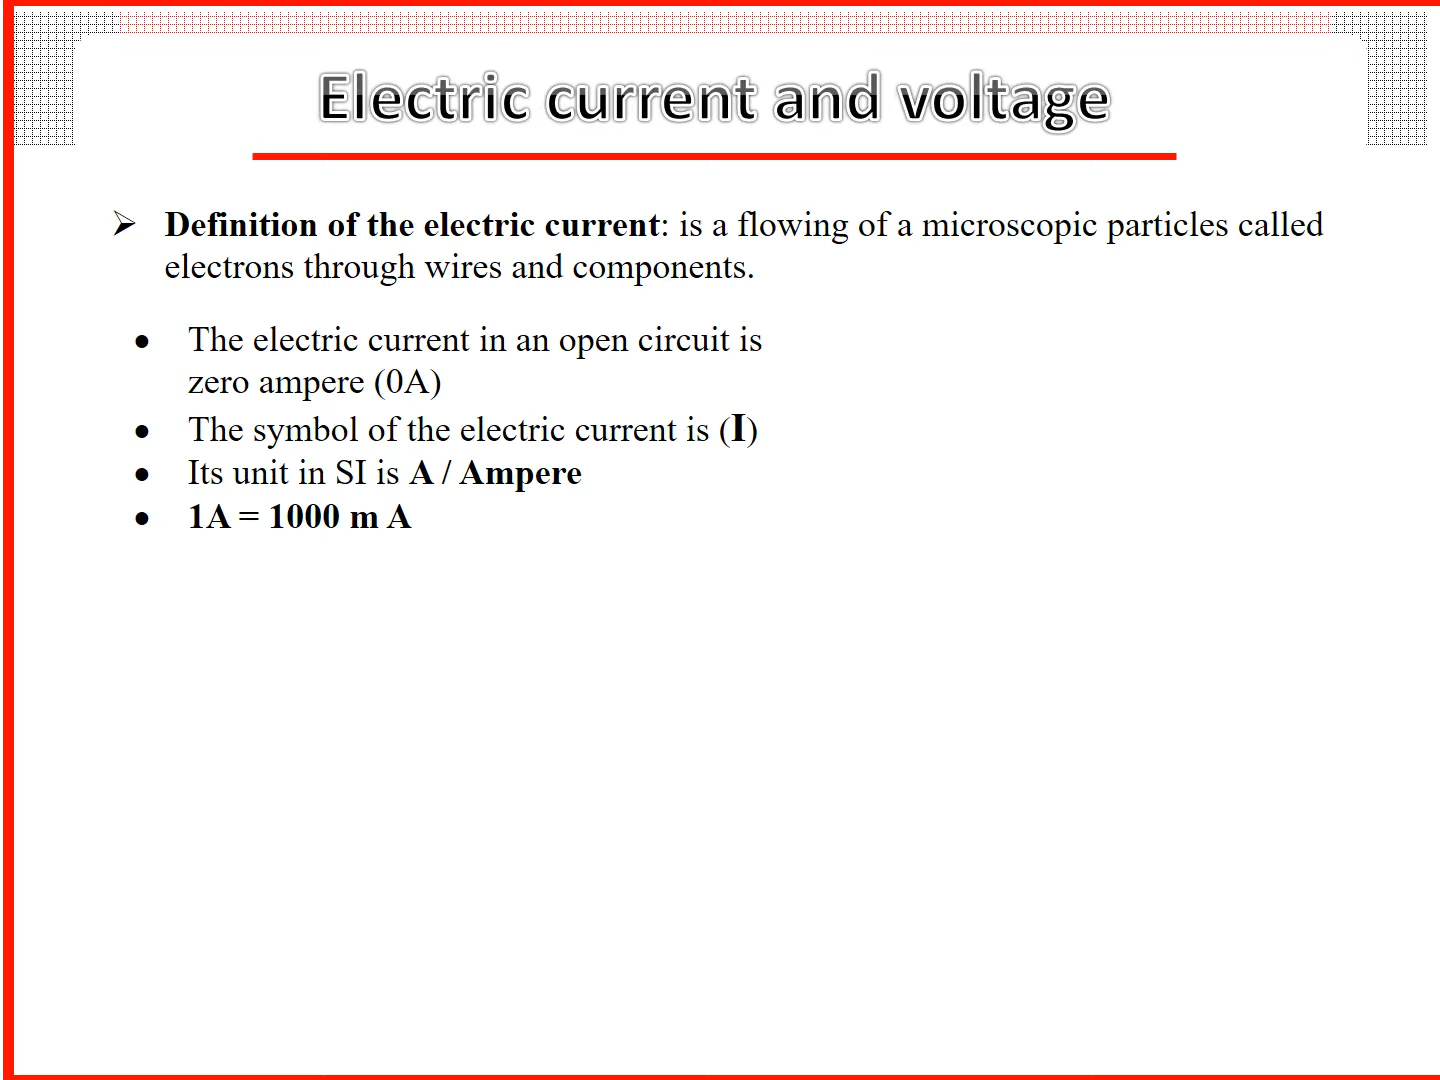 Electric current and voltage
➢ Definition of the electric current: is a flowing of a microscopic particles called
electrons through wires and components.
• The electric current in an open circuit is
zero ampere (0A)
• The symbol of the electric current is (I)
• Its unit in SI is A / Ampere
• 1A = 1000 m A